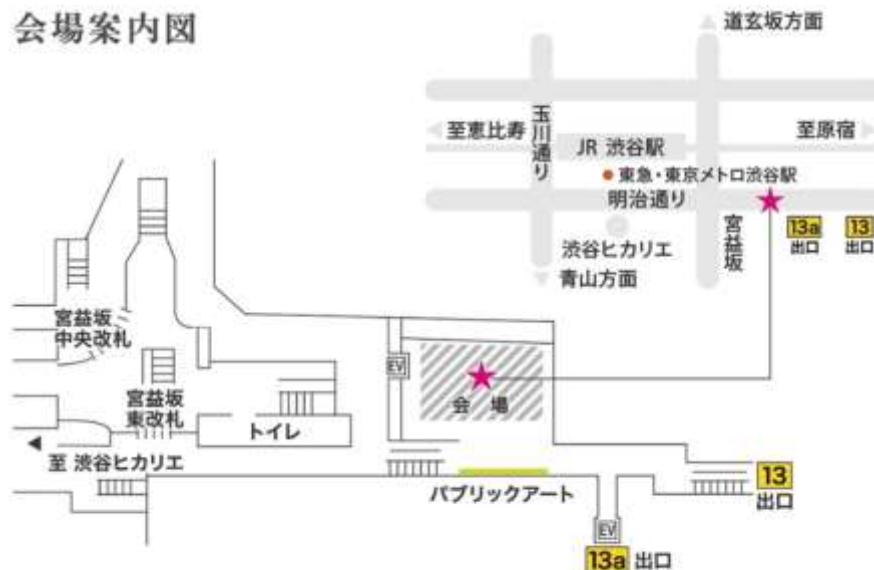 会場案内図
道玄坂方面
玉川通り
至恵比寿
JR 渋谷駅
至原宿
東急・東京メトロ渋谷駅
明治通り
宮益坂
13a
出口
13
出口
渋谷ヒカリエ
青山方面
宮益坂
中央改札
EV
会場
宮益坂
東改札
トイレ
至 渋谷ヒカリエ
パブリックアート
13
出口
EV
13a 出口